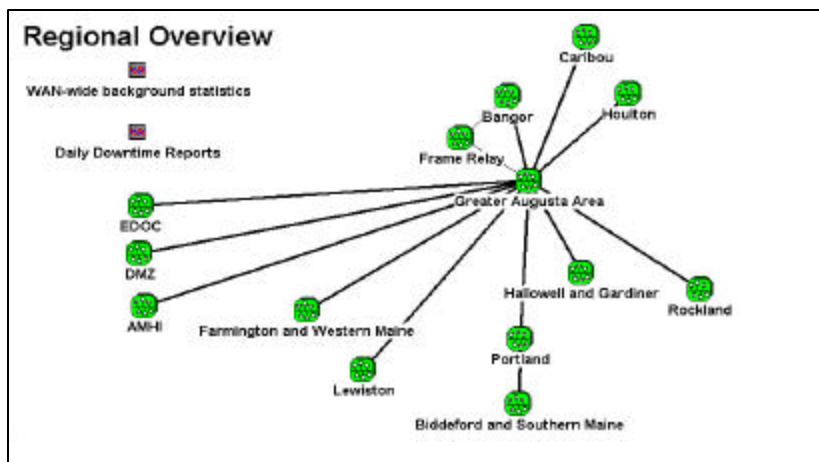 Regional Overview
WAN-wide background statistics
Daily Downtime Reports
Caribou
Houlton
Bangor
Frame Relay
Greater Augusta Area
EDOC
DMZ
AMHI
Hallowell and Gardiner
Rockland
Farmington and Western Maine
Portland
Lewiston
Biddeford and Southern Maine